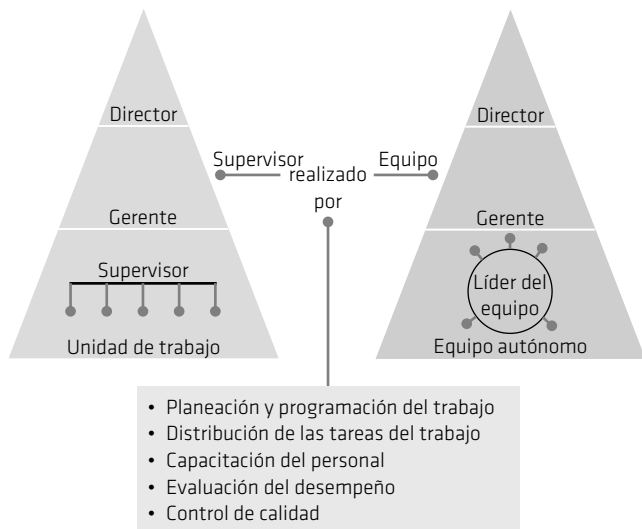 Director
Gerente
Supervisor
Unidad de trabajo
Supervisor
realizado
por
Equipo
Director
Gerente
Líder del
equipo
Equipo autónomo
• Planeación y programación del trabajo
• Distribución de las tareas del trabajo
• Capacitación del personal
• Evaluación del desempeño
• Control de calidad